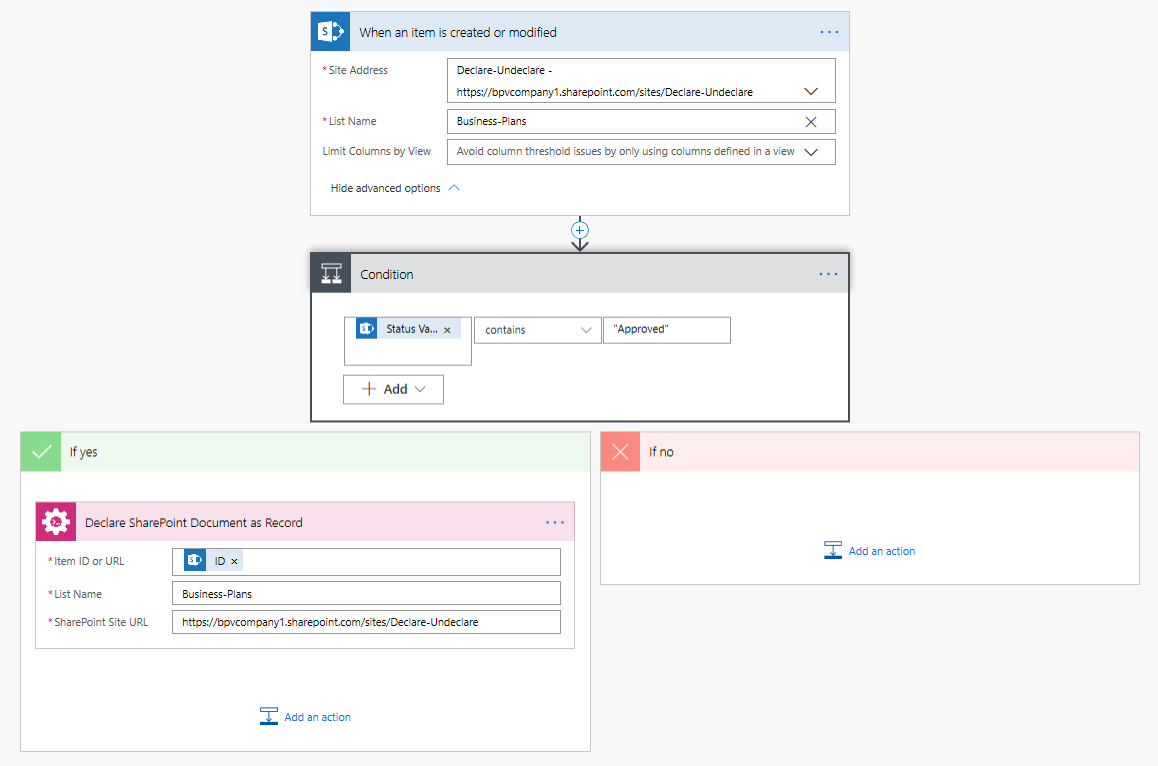 When an item is created or modified
* Site Address
Declare-Undeclare -
https://bpvcompany1.sharepoint.com/sites/Declare-Undeclare
* List Name
Business-Plans
Limit Columns by View
Avoid column threshold issues by only using columns defined in a view
Hide advanced options
Condition
Status Va...
contains
"Approved"
Add
If yes
Declare SharePoint Document as Record
* Item ID or URL
ID
* List Name
Business-Plans
* SharePoint Site URL
https://bpvcompany1.sharepoint.com/sites/Declare-Undeclare
Add an action
If no
Add an action